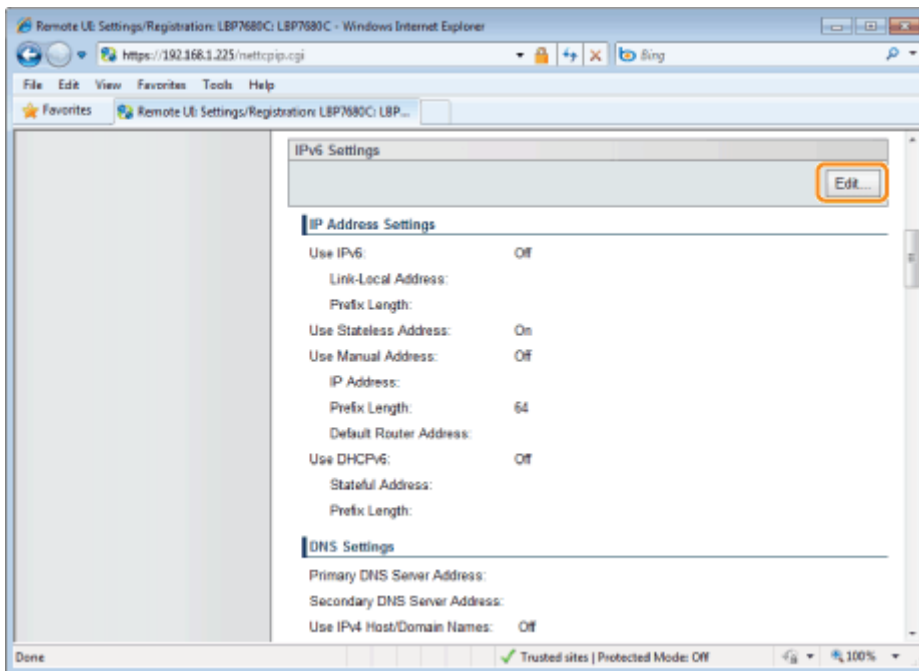 Remote UI: Settings/Registration: LBP7680C: LBP7680C - Windows Internet Explorer
https://192.168.1.225/nettcpip.cgi
Bing
File Edit View Favorites Tools Help
Favorites Remote UI: Settings/Registration: LBP7680C: LBP...
IPv6 Settings
Edit...
IP Address Settings
Use IPv6: Off
Link-Local Address:
Prefix Length:
Use Stateless Address: On
Use Manual Address: Off
IP Address:
Prefix Length: 64
Default Router Address:
Use DHCPv6: Off
Stateful Address:
Prefix Length:
DNS Settings
Primary DNS Server Address:
Secondary DNS Server Address:
Use IPv4 Host/Domain Names: Off
Done Trusted sites | Protected Mode: Off 100%